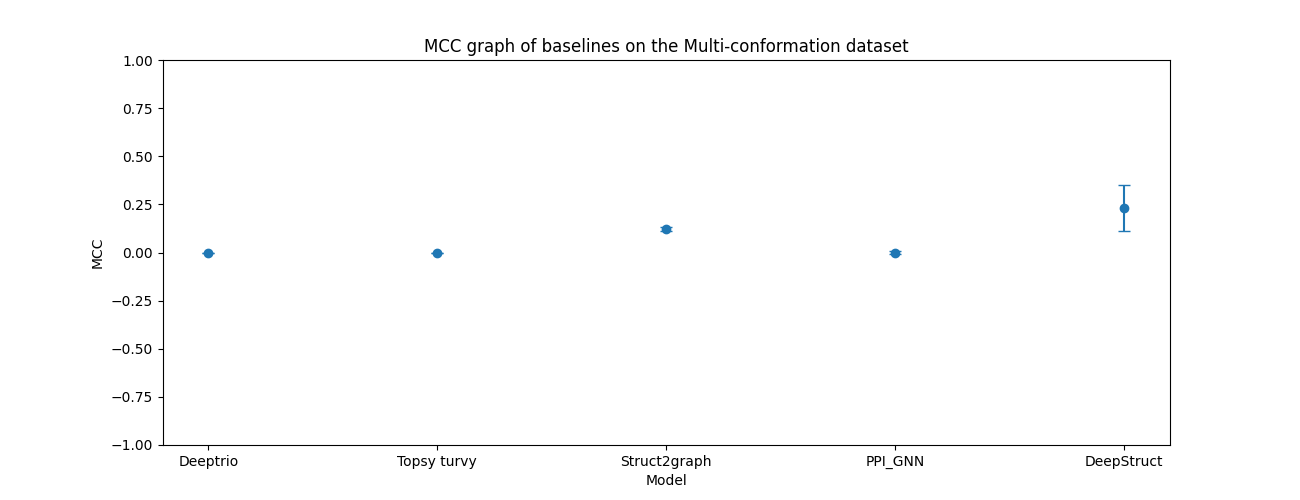 MCC graph of baselines on the Multi-conformation dataset
1.00
0.75
0.50
0.25
0.00
−0.25
−0.50
−0.75
−1.00
MCC
Deeptrio Topsy turvy Struct2graph PPI_GNN DeepStruct
Model